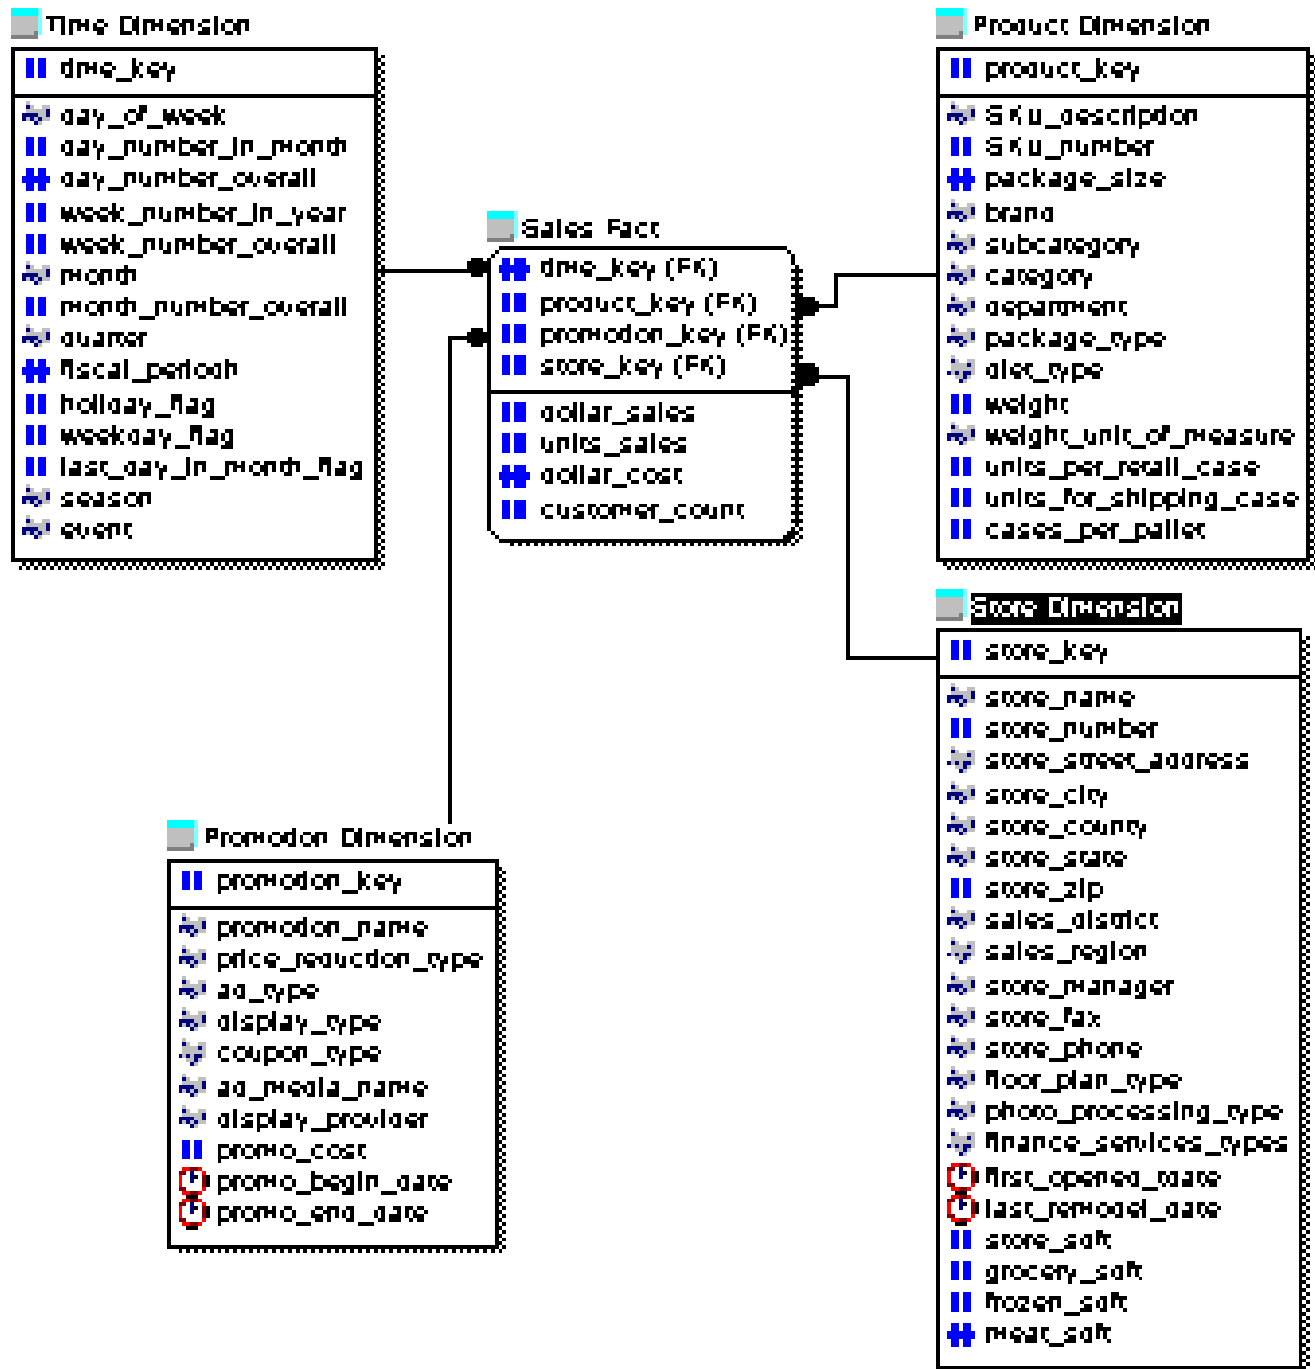 Time Dimension
time_key
day_of_week
day_number_in_month
day_number_overall
week_number_in_year
week_number_overall
month
month_number_overall
quarter
fiscal_periodh
holiday_flag
weekday_flag
last_day_in_month_flag
season
event
Sales Fact
time_key (FK)
product_key (FK)
promotion_key (FK)
store_key (FK)
dollar_sales
units_sales
dollar_cost
customer_count
Product Dimension
product_key
SKU_description
SKU_number
package_size
brand
subcategory
category
department
package_type
diet_type
weight
weight_unit_of_measure
units_per_retail_case
units_for_shipping_case
cases_per_pallet
Promotion Dimension
promotion_key
promotion_name
price_reduction_type
ad_type
display_type
coupon_type
ad_media_name
display_provider
promo_cost
promo_begin_date
promo_end_date
Store Dimension
store_key
store_name
store_number
store_street_address
store_city
store_county
store_state
store_zip
sales_district
sales_region
store_manager
store_fax
store_phone
floor_plan_type
photo_processing_type
finance_services_types
first_opened_tdate
last_remodel_date
store_sqft
grocery_sqft
frozen_sqft
meat_sqft